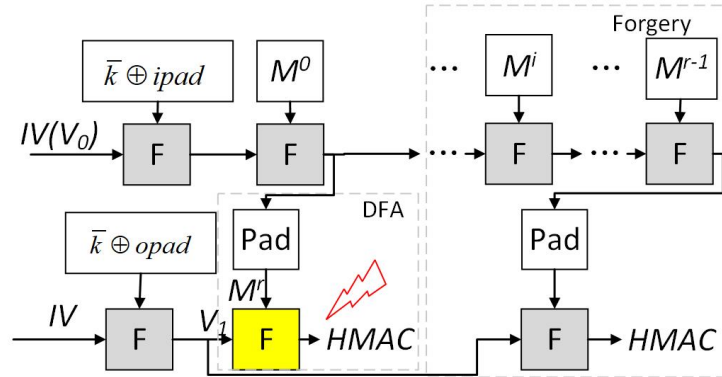 Forgery
k̄ ⊕ ipad
M⁰
... Mⁱ ... Mʳ⁻¹
IV(V₀)
F F ... F ... F
DFA
k̄ ⊕ opad
Pad
Pad
Mʳ
IV
F
V₁
F
HMAC
F
HMAC